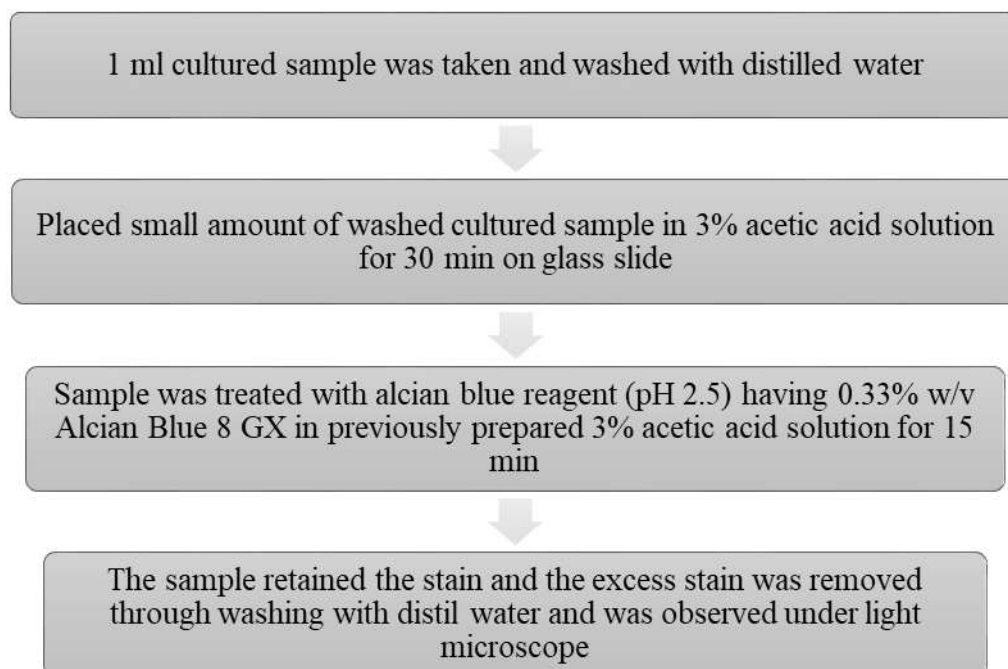 1 ml cultured sample was taken and washed with distilled water
Placed small amount of washed cultured sample in 3% acetic acid solution
for 30 min on glass slide
Sample was treated with alcian blue reagent (pH 2.5) having 0.33% w/v
Alcian Blue 8 GX in previously prepared 3% acetic acid solution for 15
min
The sample retained the stain and the excess stain was removed
through washing with distil water and was observed under light
microscope